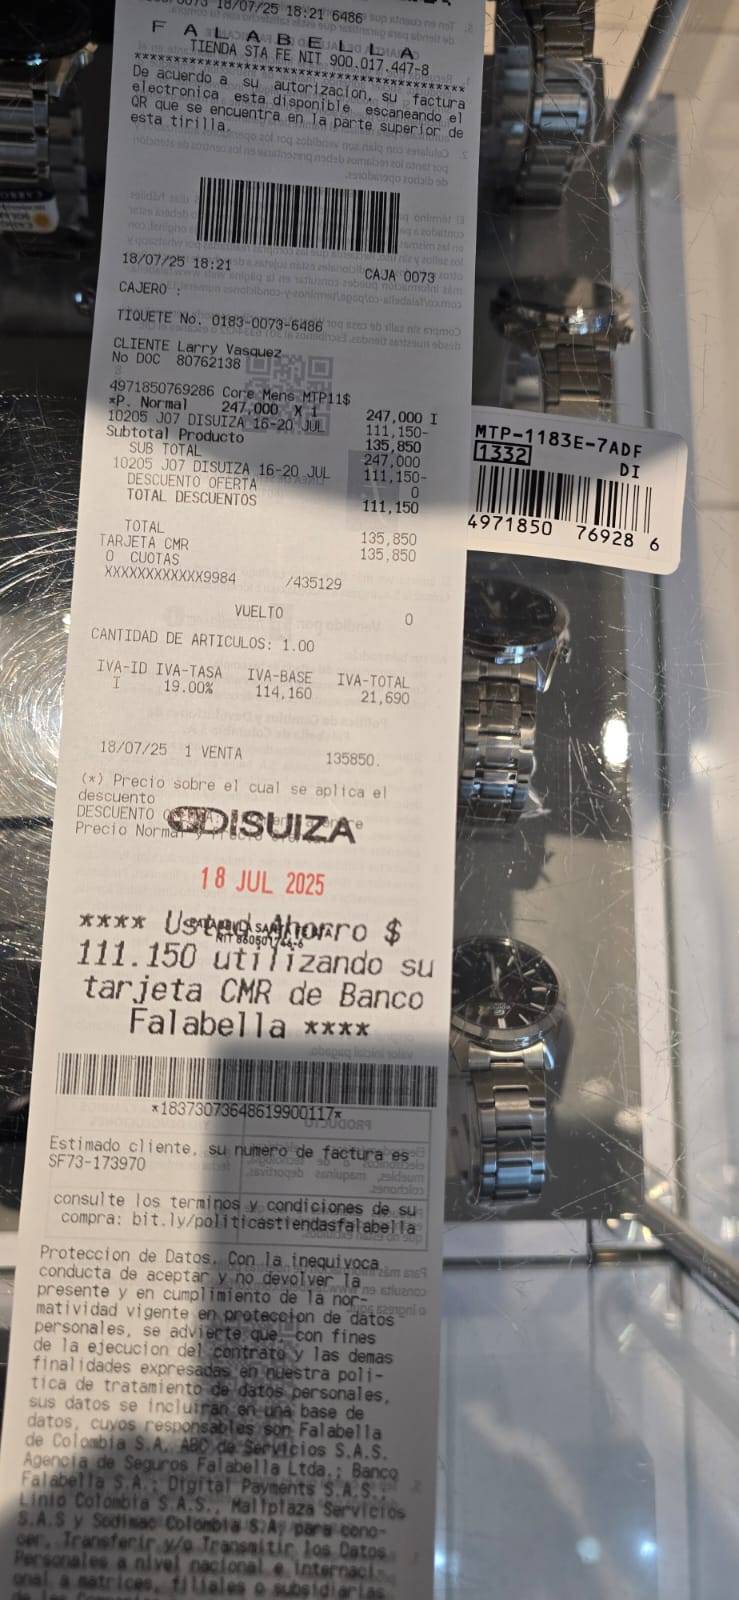 18/07/25 18:21 6486
FALABELLA
TIENDA STA FE NIT 900.017.447-8
****************************************
De acuerdo a su autorizacion, su factura
electronica esta disponible escaneando el
QR que se encuentra en la parte superior de
esta tirilla.
18/07/25 18:21 CAJA 0073
CAJERO :
TIQUETE No. 0183-0073-6486
CLIENTE Larry Vasquez
No DOC 80762138
4971850769286 Core Mens MTP11$
*P. Normal 247,000 X 1 247,000 I
10205 J07 DISUIZA 16-20 JUL 111,150-
Subtotal Producto 135,850
SUB TOTAL 247,000
10205 J07 DISUIZA 16-20 JUL 111,150-
DESCUENTO OFERTA 0
TOTAL DESCUENTOS 111,150
TOTAL 135,850
TARJETA CMR 135,850
0 CUOTAS
XXXXXXXXXXXX9984 /435129
VUELTO 0
CANTIDAD DE ARTICULOS: 1.00
IVA-ID IVA-TASA IVA-BASE IVA-TOTAL
I 19.00% 114,160 21,690
18/07/25 1 VENTA 135850.
(*) Precio sobre el cual se aplica el
descuento
DESCUENTO
Precio Normal
DISUIZA
18 JUL 2025
**** Usted Ahorro $
111.150 utilizando su
tarjeta CMR de Banco
Falabella ****
*18373073648619900117*
Estimado cliente, su numero de factura es
SF73-173970
consulte los terminos y condiciones de su
compra: bit.ly/politicastiendasfalabella
Proteccion de Datos. Con la inequivoca
conducta de aceptar y no devolver la
presente y en cumplimiento de la nor-
matividad vigente en proteccion de datos
personales, se advierte que, con fines
de la ejecucion del contrato y las demas
finalidades expresadas en nuestra poli-
tica de tratamiento de datos personales,
sus datos se incluiran en una base de
datos, cuyos responsables son Falabella
de Colombia S.A, ABC de Servicios S.A.S.
Agencia de Seguros Falabella Ltda.; Banco
Falabella S.A.; Digital Payments S.A.S.,
Linio Colombia S.A.S., Mallplaza Servicios
S.A.S y Sodimac Colombia S.A, para cono-
cer, Transferir y/o Transmitir los Datos
Personales a nivel nacional e internaci
onal a matrices, filiales o subsidiarias
MTP-1183E-7ADF
1332 DI
4971850 76928 6